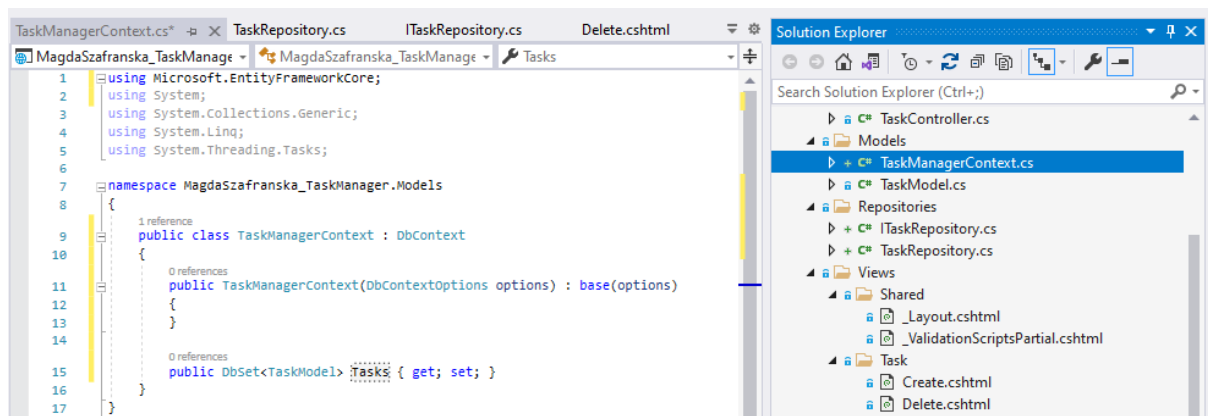 TaskManagerContext.cs* TaskRepository.cs ITaskRepository.cs Delete.cshtml
MagdaSzafranska_TaskManage MagdaSzafranska_TaskManage Tasks
1 using Microsoft.EntityFrameworkCore;
2 using System;
3 using System.Collections.Generic;
4 using System.Linq;
5 using System.Threading.Tasks;
6
7 namespace MagdaSzafranska_TaskManager.Models
8 {
1 reference
9 public class TaskManagerContext : DbContext
10 {
0 references
11 public TaskManagerContext(DbContextOptions options) : base(options)
12 {
13 }
14
0 references
15 public DbSet<TaskModel> Tasks { get; set; }
16 }
17 }
Solution Explorer
Search Solution Explorer (Ctrl+;)
C# TaskController.cs
Models
+ C# TaskManagerContext.cs
C# TaskModel.cs
Repositories
+ C# ITaskRepository.cs
+ C# TaskRepository.cs
Views
Shared
_Layout.cshtml
_ValidationScriptsPartial.cshtml
Task
Create.cshtml
Delete.cshtml